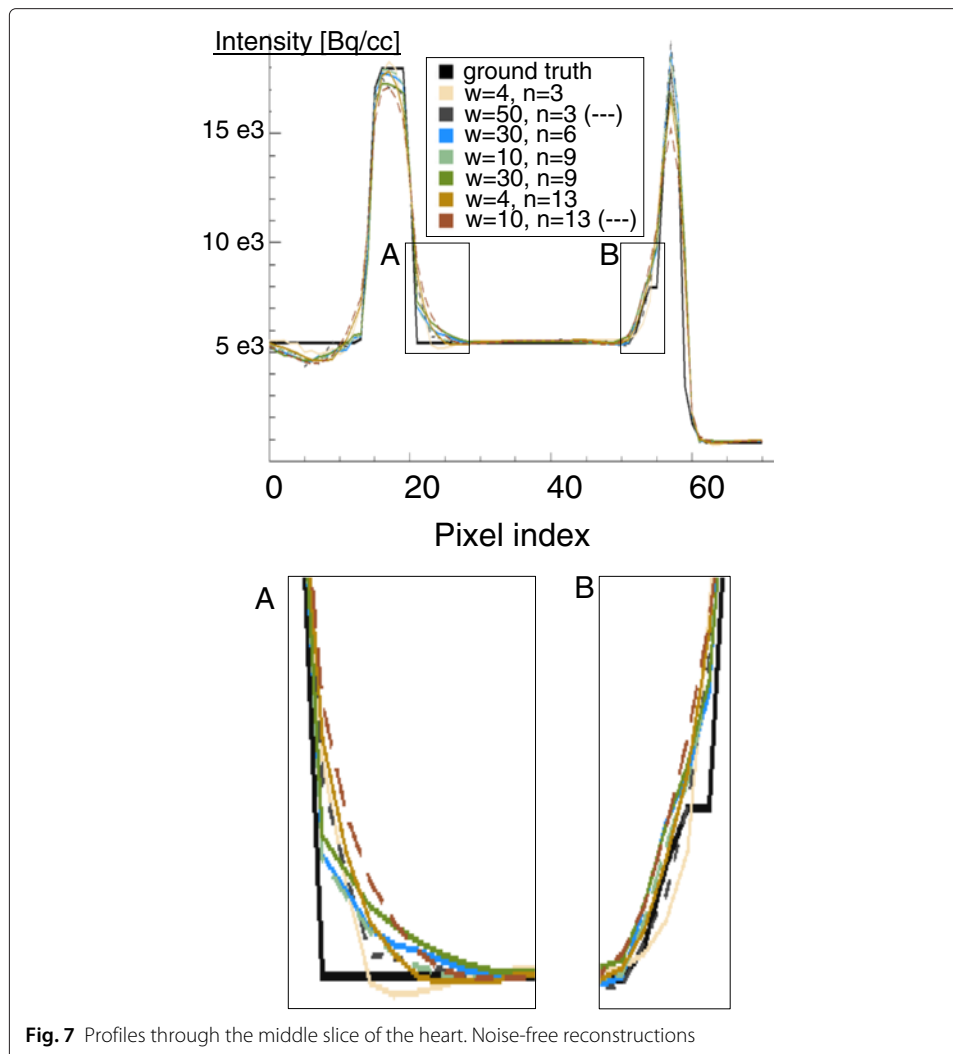 Intensity [Bq/cc]
ground truth
w=4, n=3
w=50, n=3 (---)
w=30, n=6
w=10, n=9
w=30, n=9
w=4, n=13
w=10, n=13 (---)
15 e3
10 e3
5 e3
A
B
0
20
40
60
Pixel index
A
B
Fig. 7 Profiles through the middle slice of the heart. Noise-free reconstructions